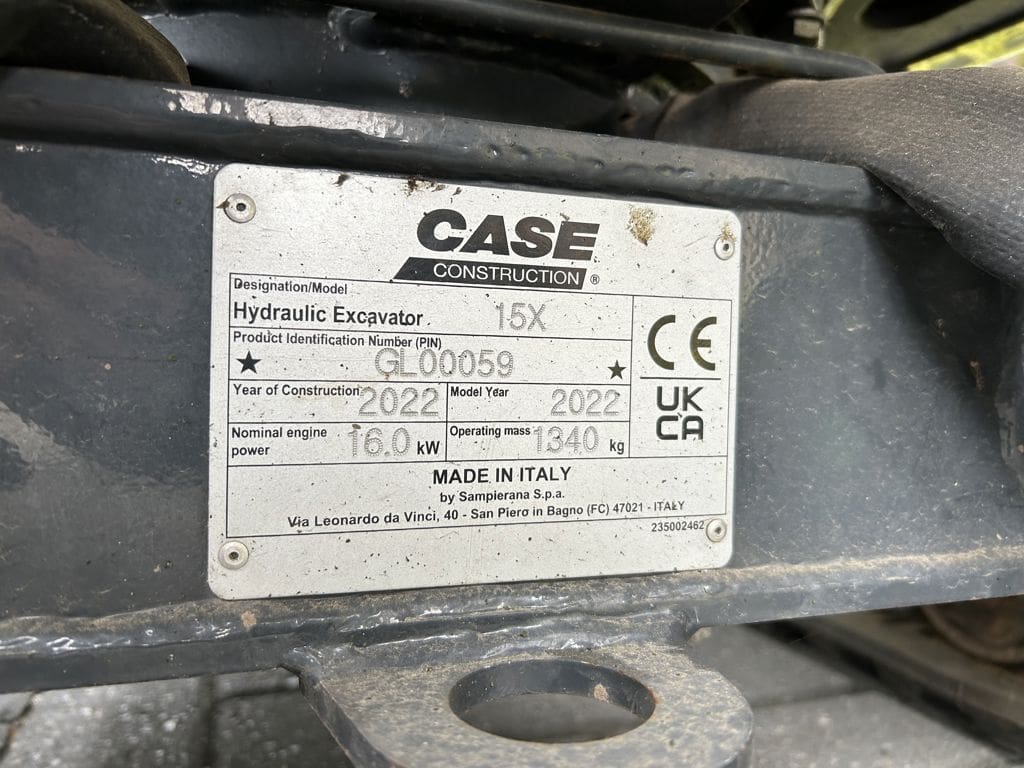 CASE
CONSTRUCTION ®
Designation/Model
Hydraulic Excavator 15X
Product Identification Number (PIN)
★ GL00059 ★
Year of Construction 2022 Model Year 2022
Nominal engine power 16.0 kW Operating mass 1340 kg
CE
UK
CA
MADE IN ITALY
by Sampierana S.p.a.
Via Leonardo da Vinci, 40 - San Piero in Bagno (FC) 47021 - ITALY
235002462